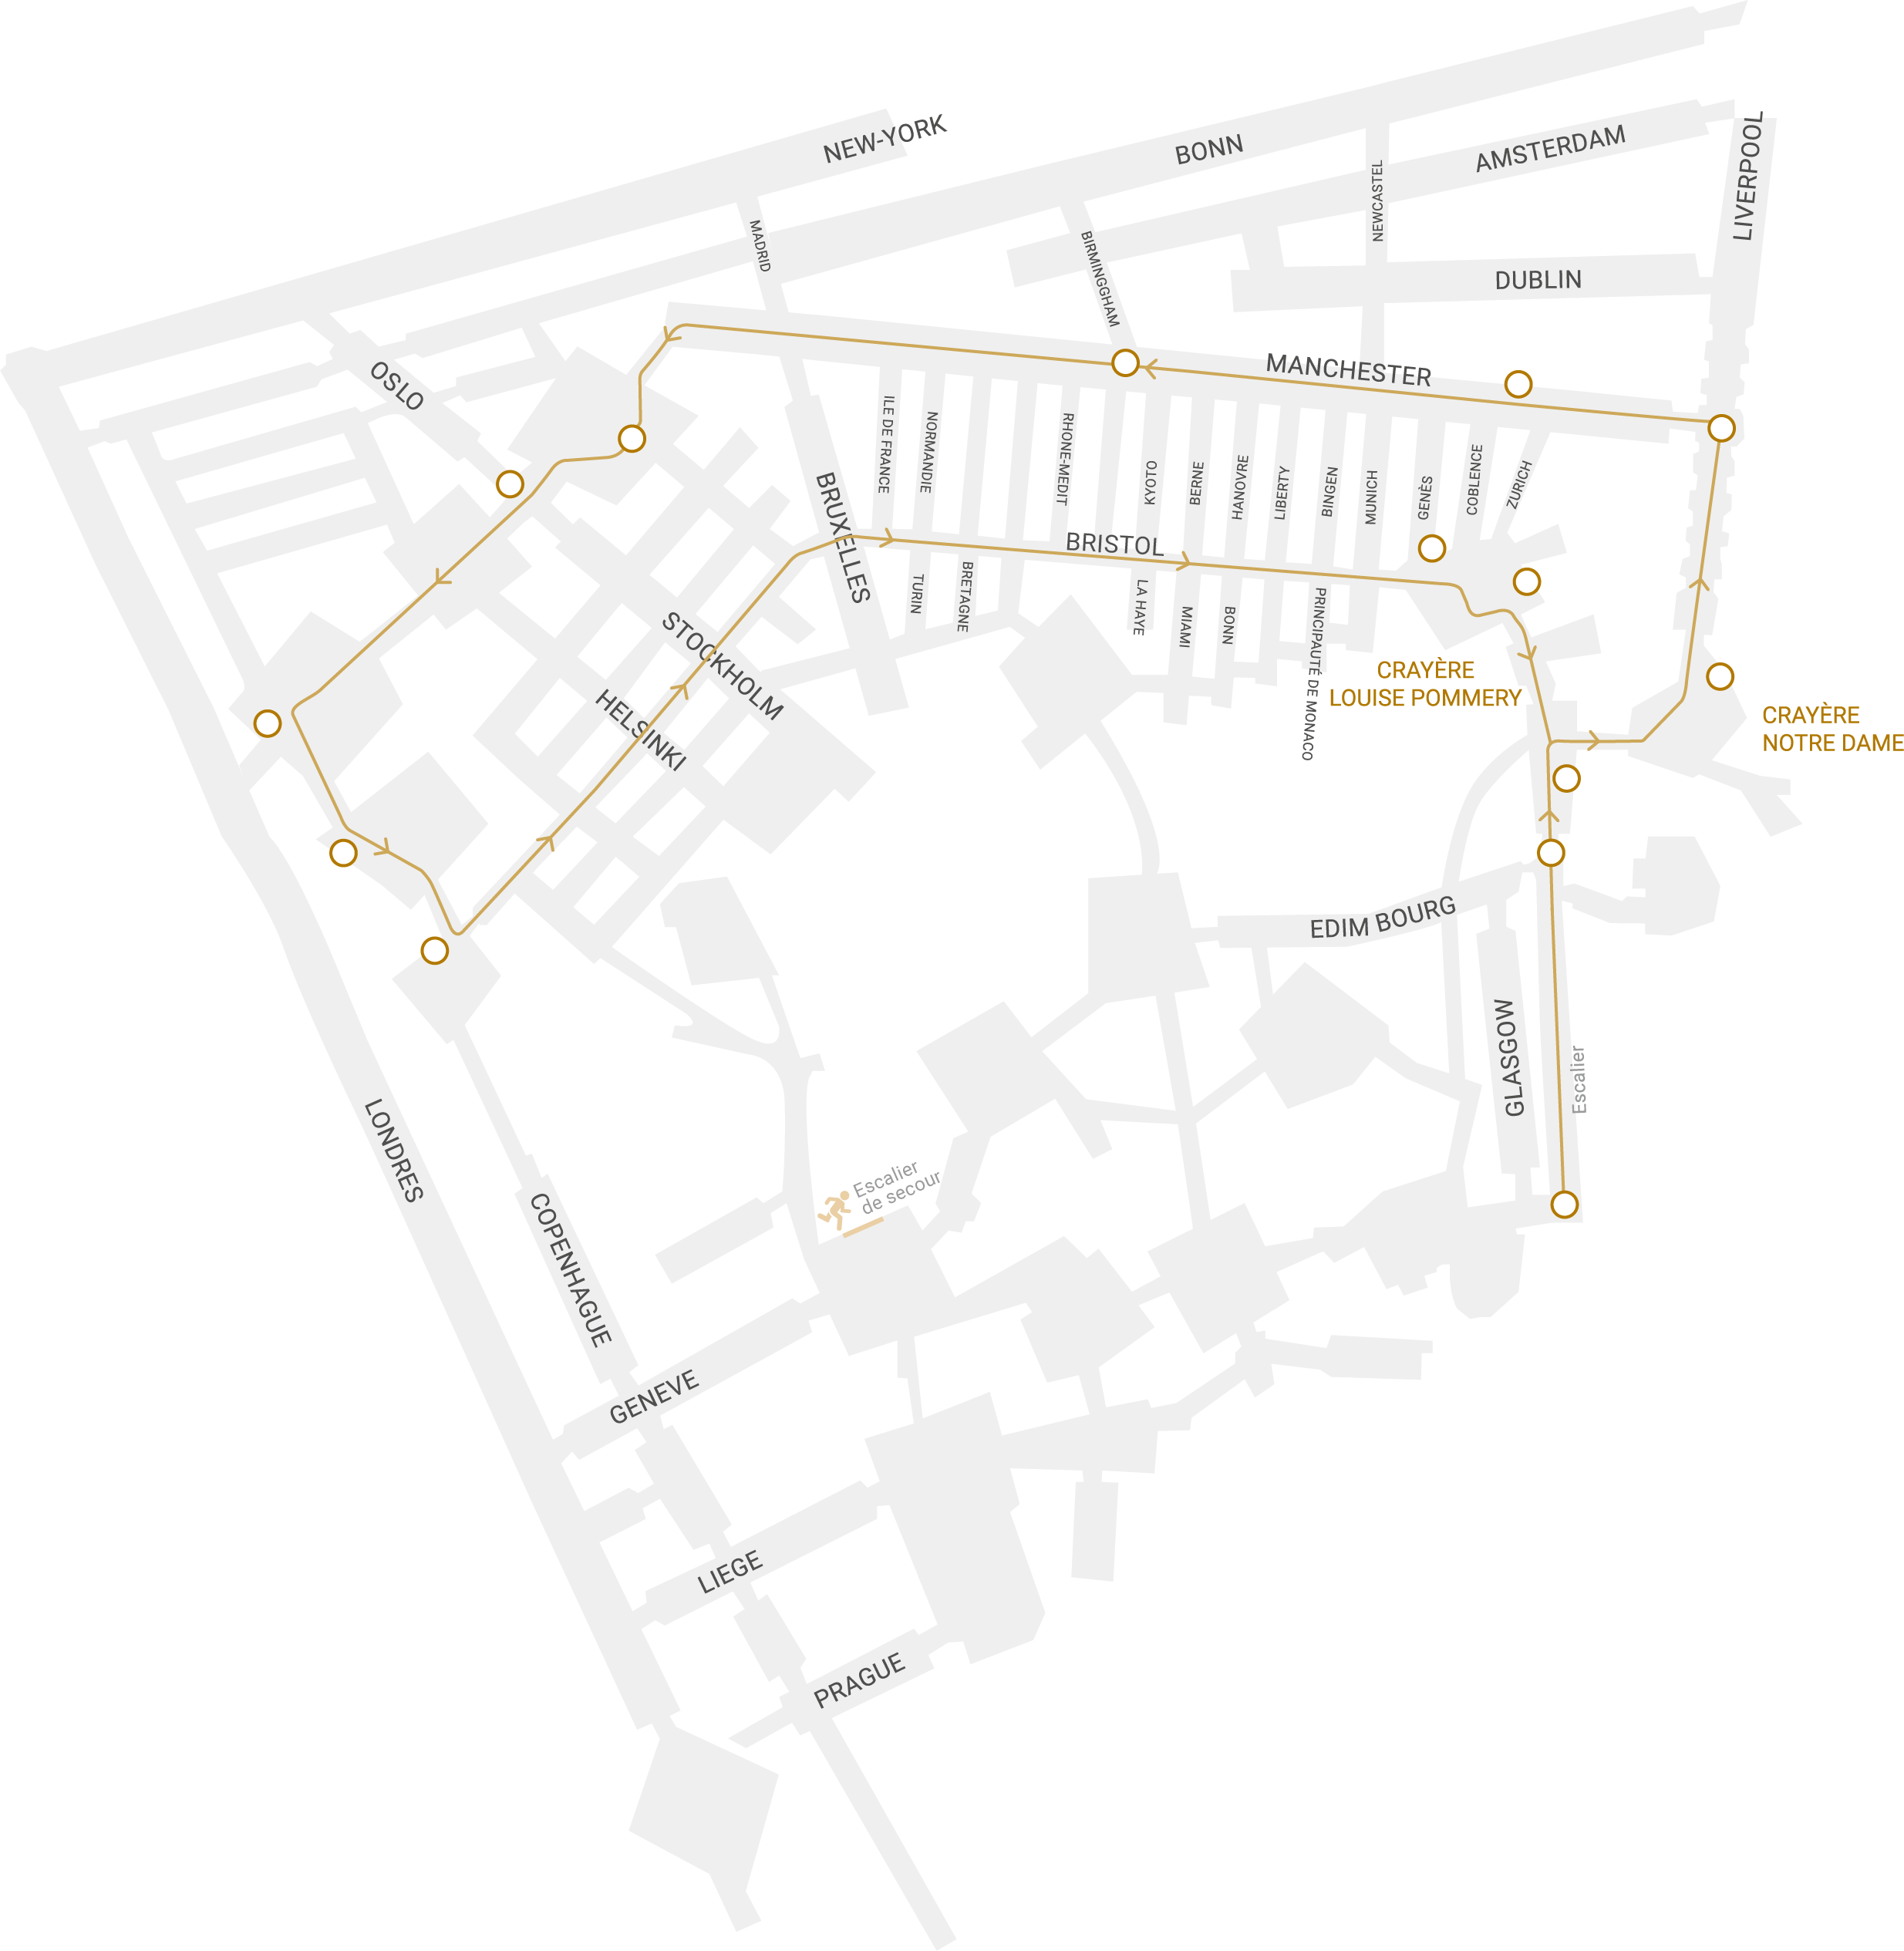 NEW-YORK
BONN
AMSTERDAM
LIVERPOOL
NEWCASTEL
MADRID
BIRMINGGHAM
DUBLIN
OSLO
MANCHESTER
ILE DE FRANCE
NORMANDIE
RHONE-MEDIT
KYOTO
BERNE
HANOVRE
LIBERTY
BINGEN
MUNICH
GENÈS
COBLENCE
ZURICH
BRUXELLES
BRISTOL
TURIN
BRETAGNE
LA HAYE
MIAMI
BONN
PRINCIPAUTÉ DE MONACO
STOCKHOLM
HELSINKI
CRAYÈRE
LOUISE POMMERY
CRAYÈRE
NOTRE DAME
EDIM BOURG
GLASGOW
Escalier
LONDRES
COPENHAGUE
Escalier
de secour
GENEVE
LIEGE
PRAGUE